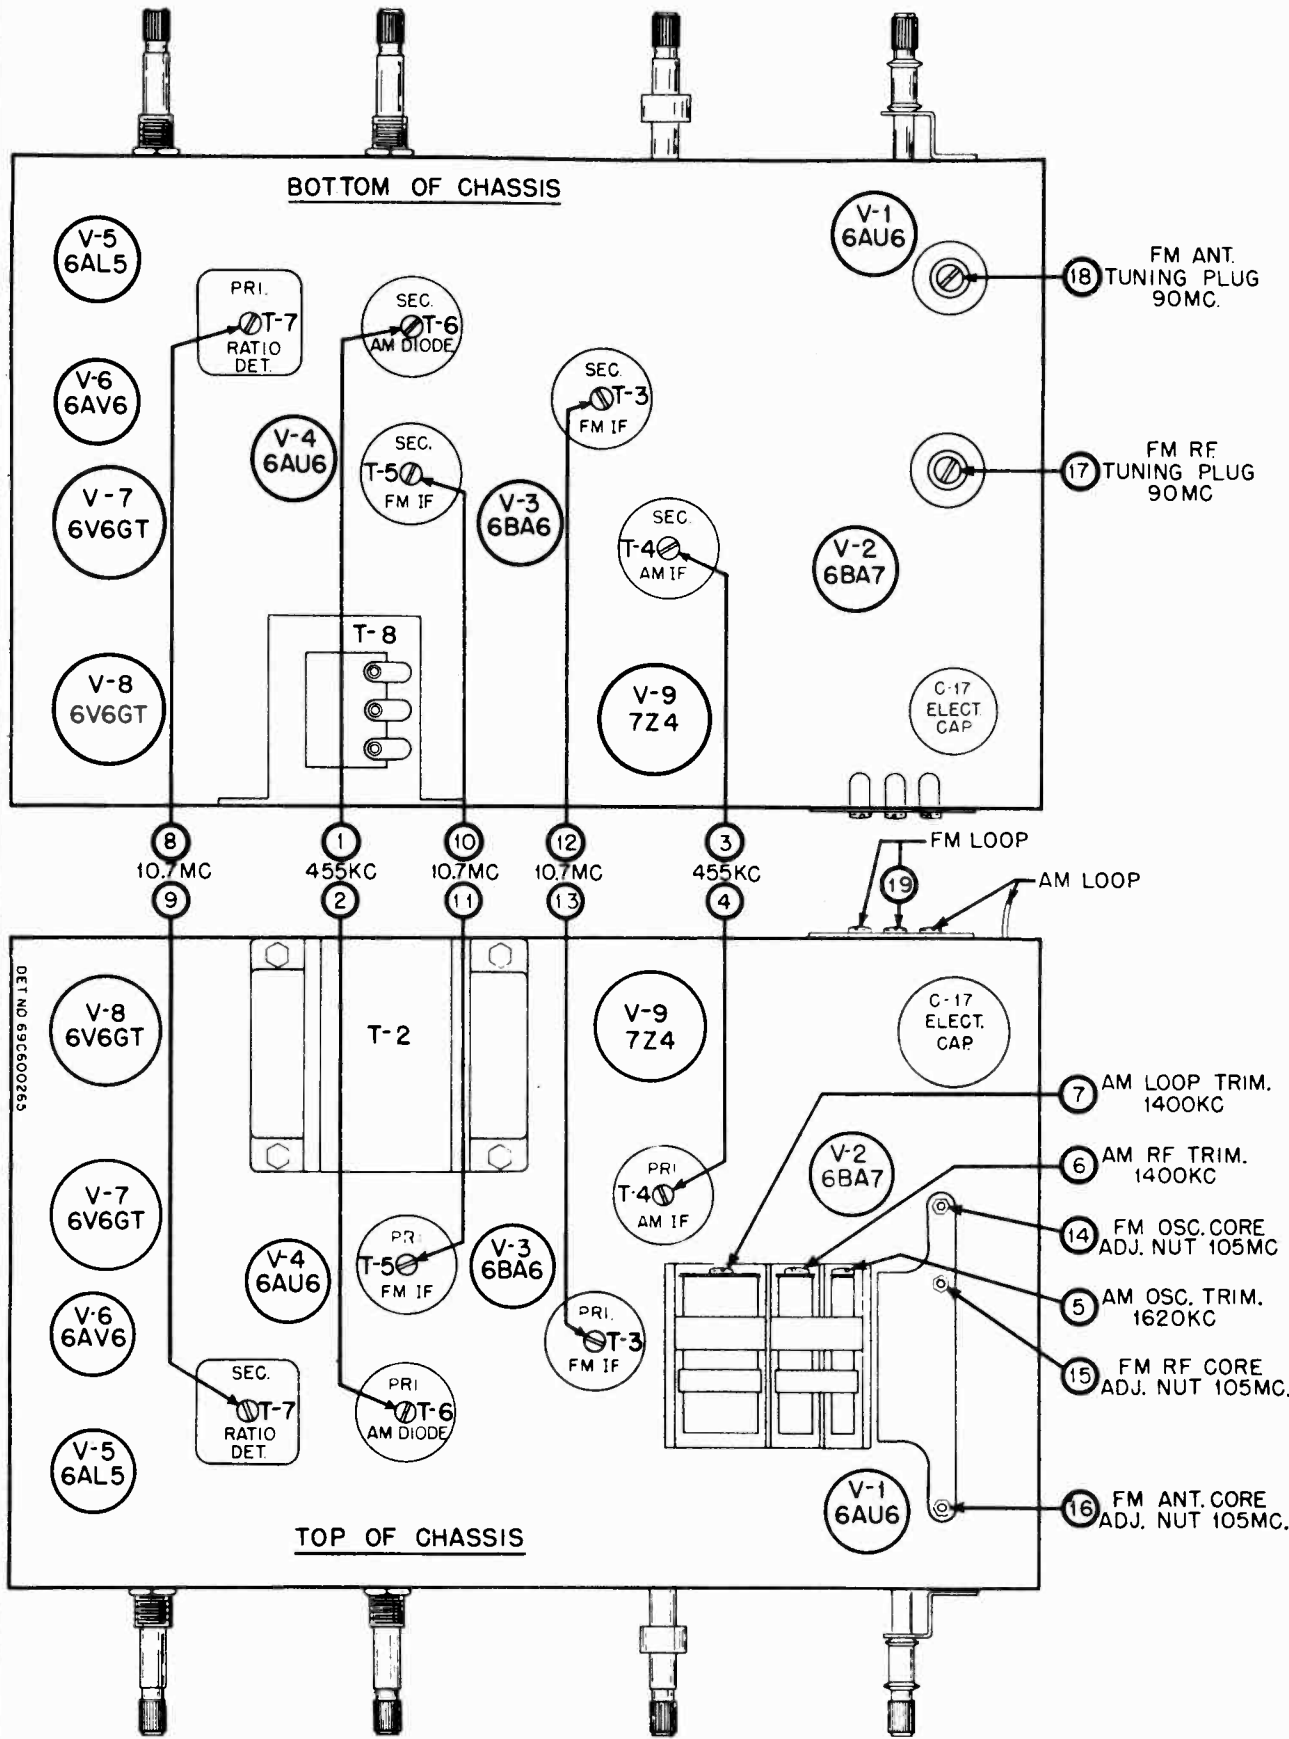 BOTTOM OF CHASSIS
V-5
6AL5
PRI.
T-7
RATIO
DET.
SEC.
T-6
AM DIODE
V-1
6AU6
18
FM ANT.
TUNING PLUG
90MC.
V-6
6AV6
V-4
6AU6
SEC.
T-5
FM IF
SEC.
T-3
FM IF
V-7
6V6GT
V-3
6BA6
SEC.
T-4
AM IF
V-2
6BA7
17
FM RF.
TUNING PLUG
90MC
T-8
V-8
6V6GT
V-9
7Z4
C-17
ELECT.
CAP.
8
1
10
12
3
10.7MC
455KC
10.7MC
10.7MC
455KC
9
2
11
13
4
FM LOOP
19
AM LOOP
DET NO 69C600265
V-8
6V6GT
T-2
V-9
7Z4
C-17
ELECT.
CAP.
7
AM LOOP TRIM.
1400KC
V-2
6BA7
6
AM RF TRIM.
1400KC
V-7
6V6GT
PRI
T-4
AM IF
14
FM OSC. CORE
ADJ. NUT 105MC
V-4
6AU6
PRI
T-5
FM IF
V-3
6BA6
5
AM OSC. TRIM.
1620KC
V-6
6AV6
PRI.
T-3
FM IF
15
FM RF CORE
ADJ. NUT 105MC.
SEC.
T-7
RATIO
DET.
PRI
T-6
AM DIODE
V-5
6AL5
V-1
6AU6
16
FM ANT. CORE
ADJ. NUT 105MC.
TOP OF CHASSIS